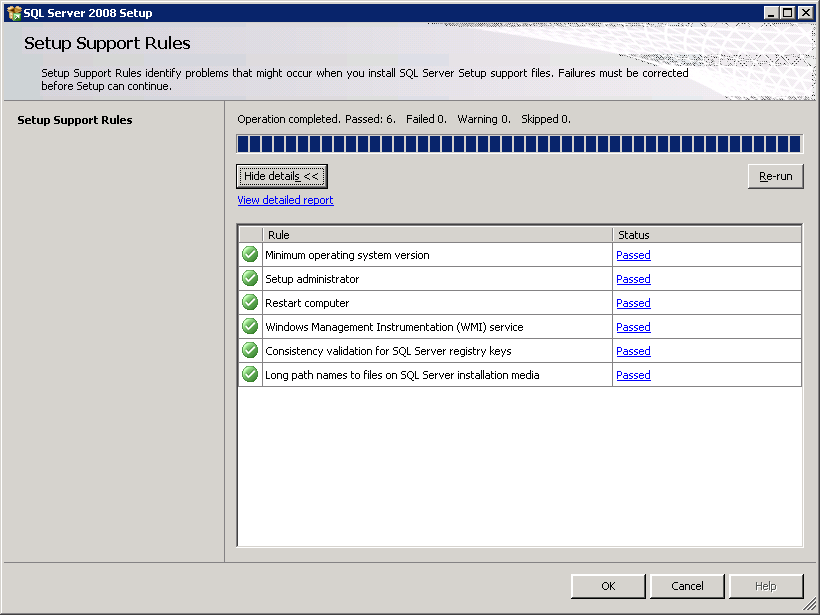 SQL Server 2008 Setup
Setup Support Rules
Setup Support Rules identify problems that might occur when you install SQL Server Setup support files. Failures must be corrected
before Setup can continue.
Setup Support Rules
Operation completed. Passed: 6. Failed 0. Warning 0. Skipped 0.
Hide details <<
Re-run
View detailed report
Rule Status
Minimum operating system version Passed
Setup administrator Passed
Restart computer Passed
Windows Management Instrumentation (WMI) service Passed
Consistency validation for SQL Server registry keys Passed
Long path names to files on SQL Server installation media Passed
OK Cancel Help